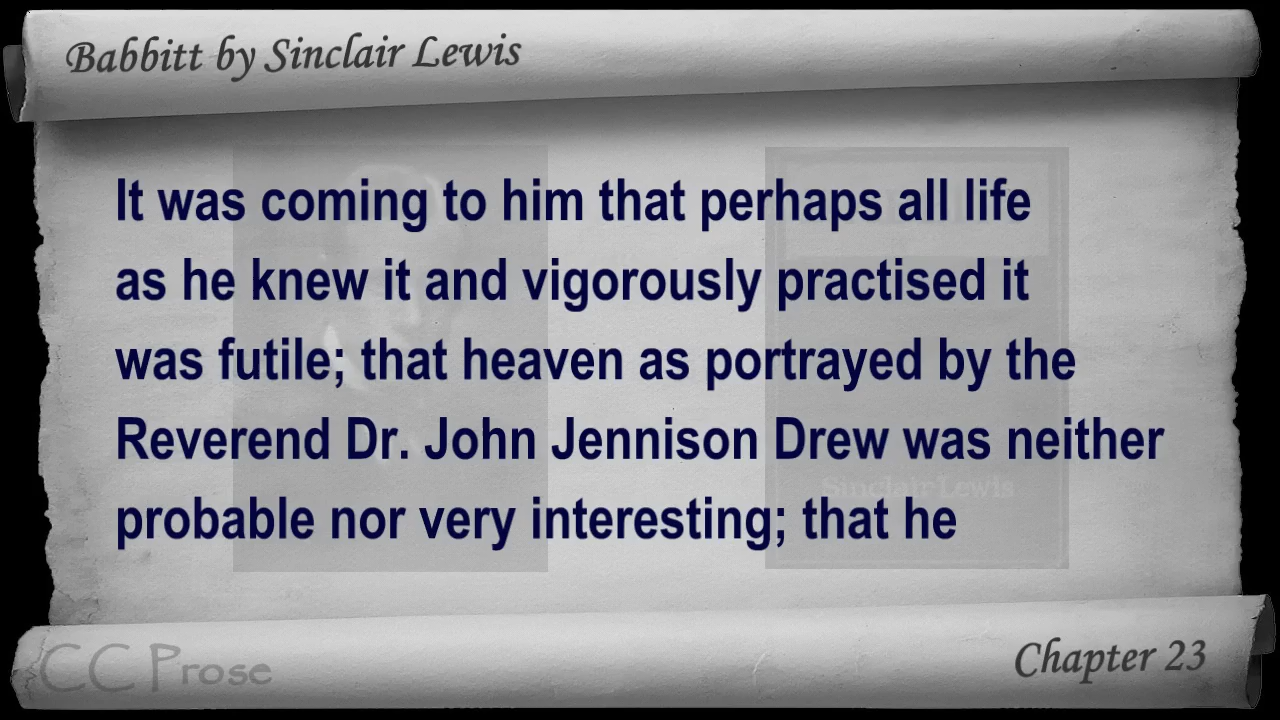 Babbitt by Sinclair Lewis
It was coming to him that perhaps all life
as he knew it and vigorously practised it
was futile; that heaven as portrayed by the
Reverend Dr. John Jennison Drew was neither
probable nor very interesting; that he
Sinclair Lewis
CC Prose
Chapter 23